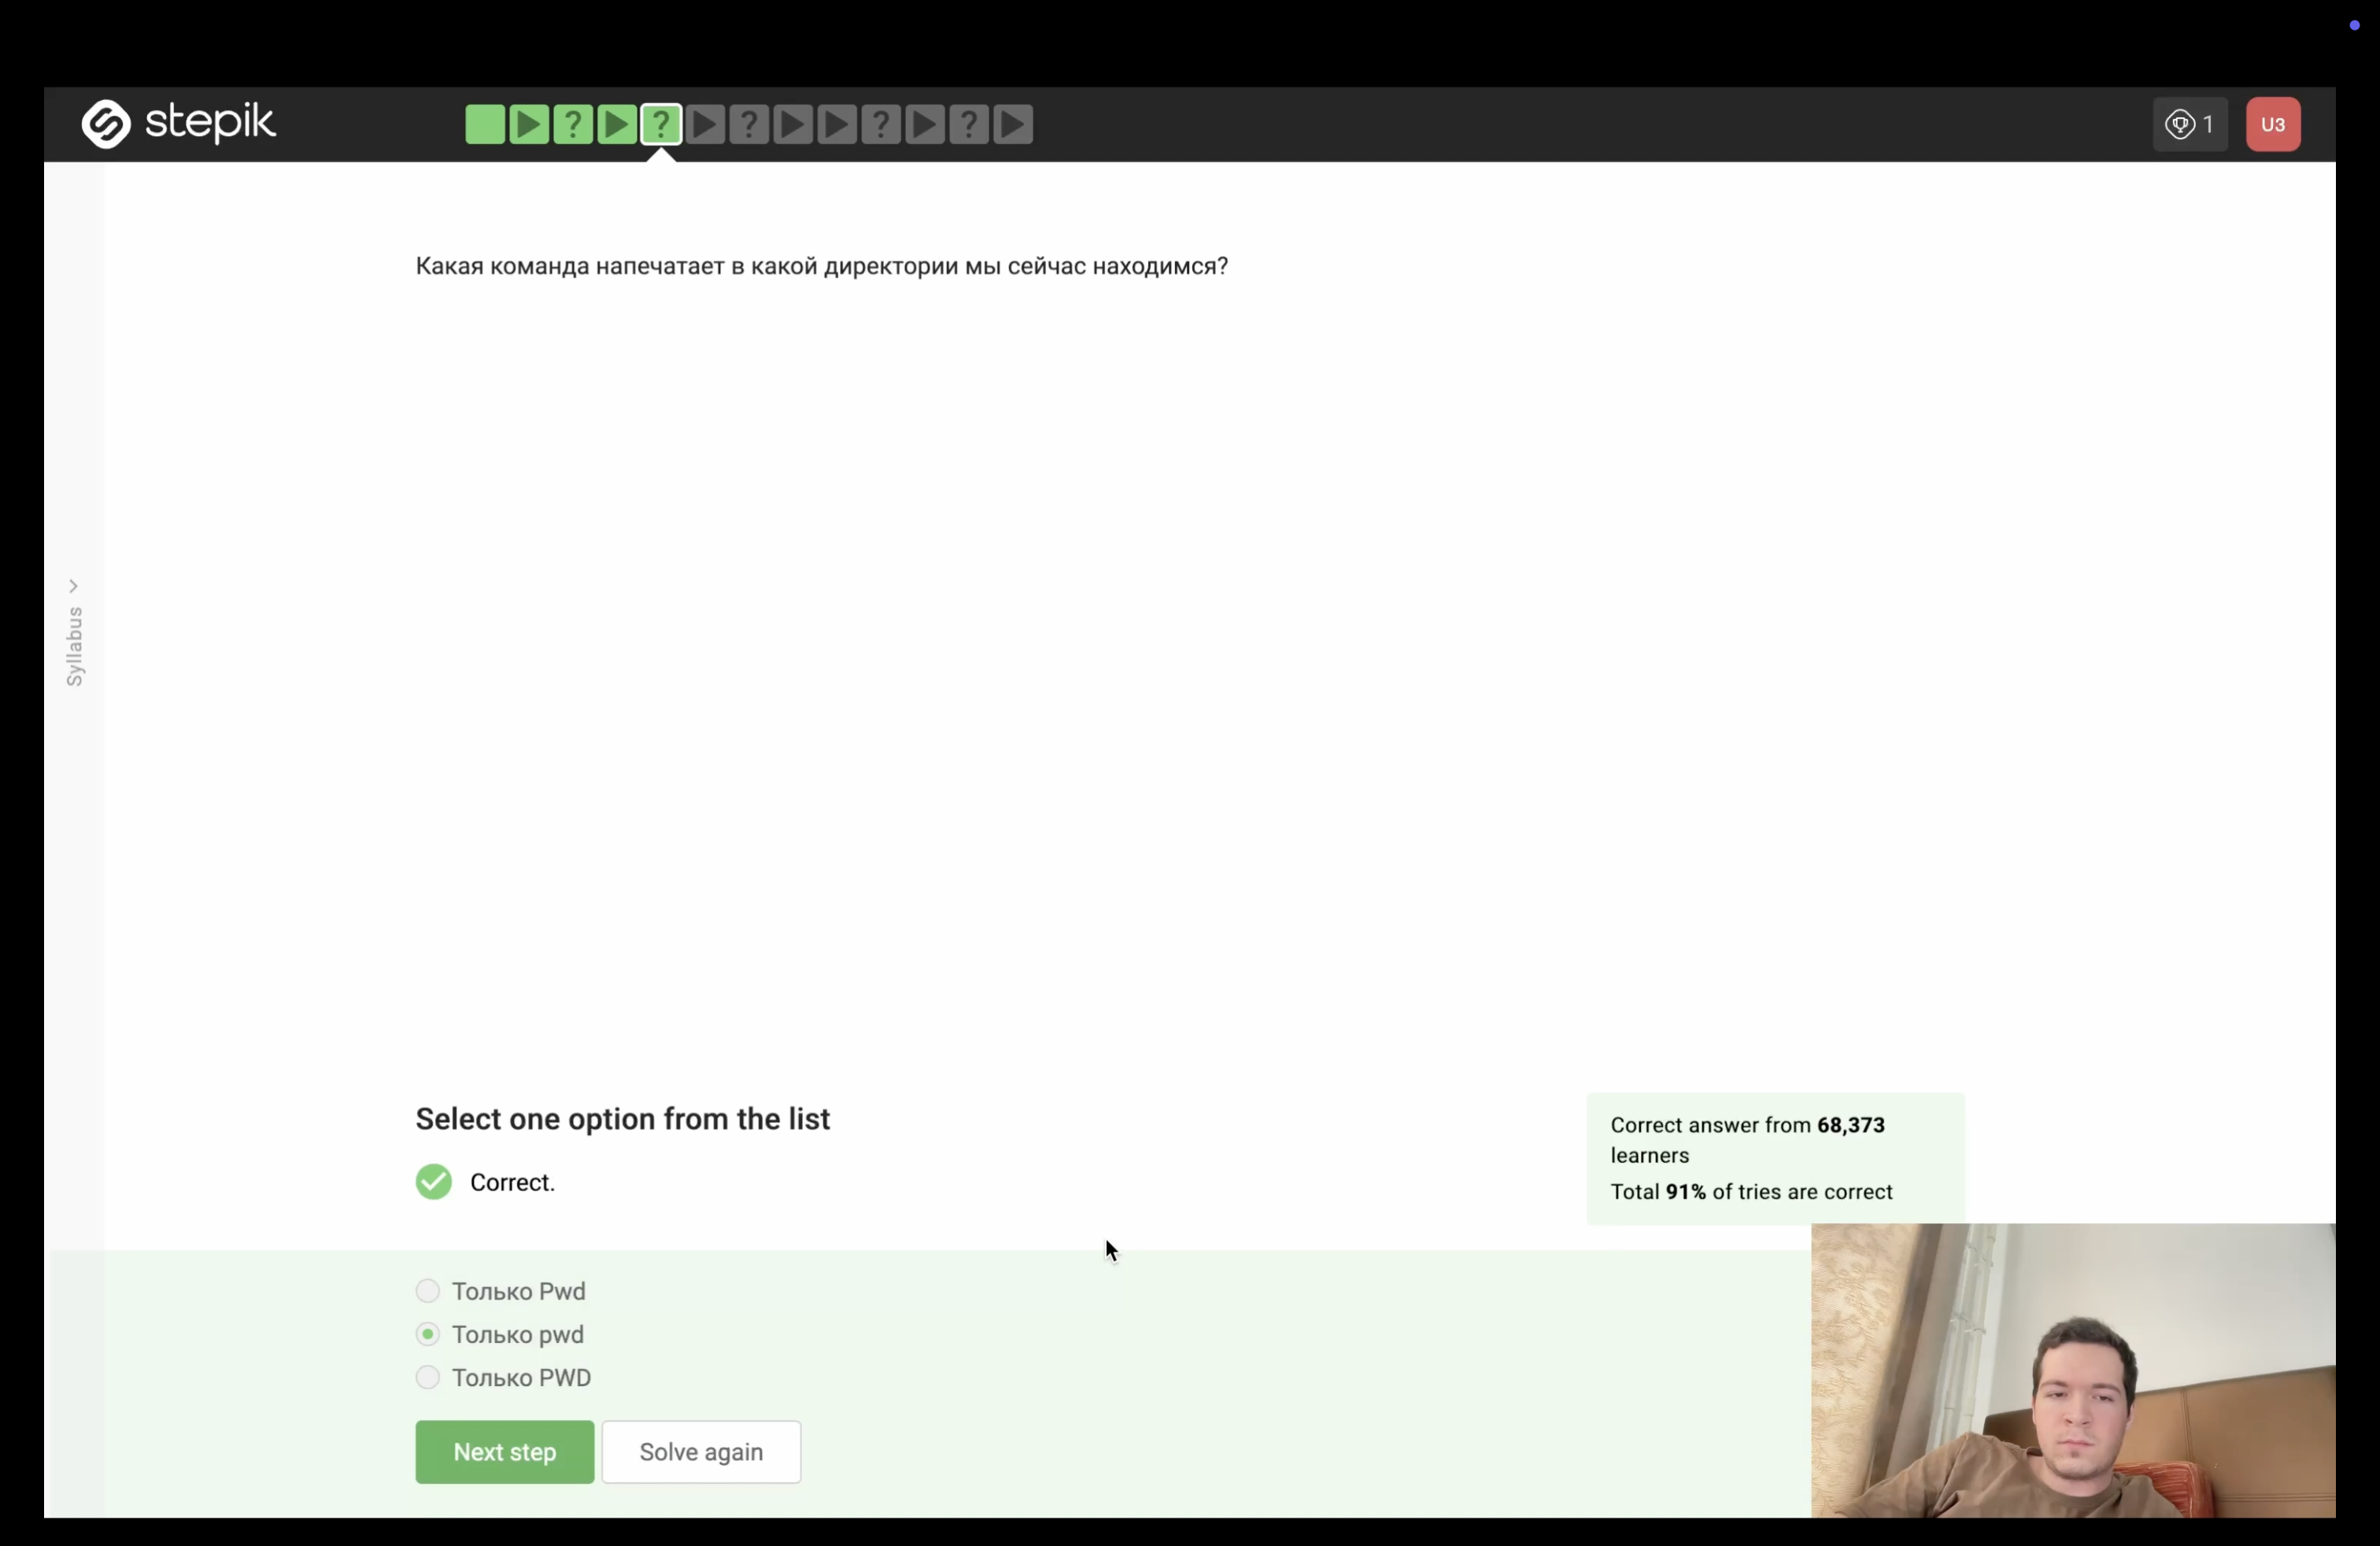 stepik
1
U3
Какая команда напечатает в какой директории мы сейчас находимся?
Syllabus
Select one option from the list
Correct.
Correct answer from 68,373
learners
Total 91% of tries are correct
Только Pwd
Только pwd
Только PWD
Next step
Solve again